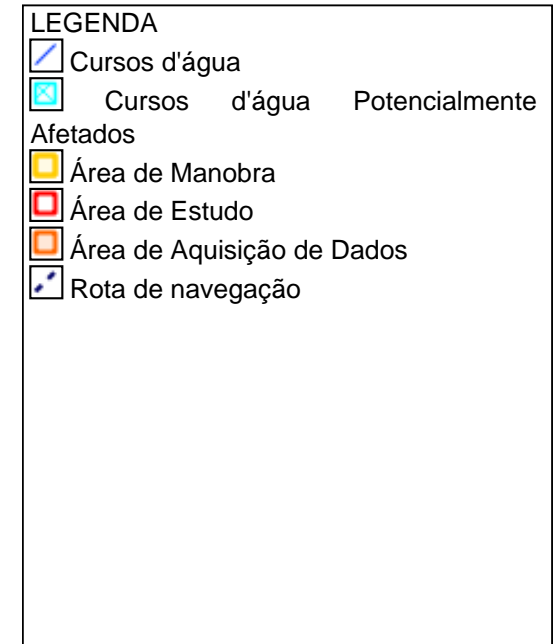 LEGENDA
Cursos d'água
Cursos d'água Potencialmente
Afetados
Área de Manobra
Área de Estudo
Área de Aquisição de Dados
Rota de navegação